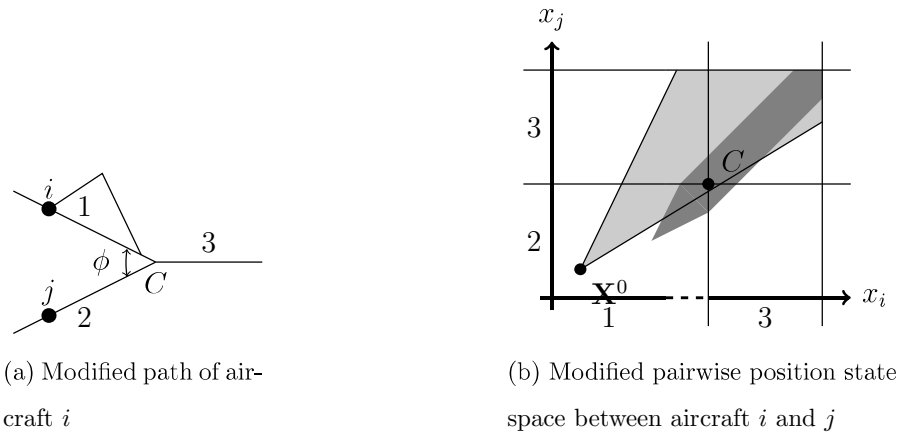 i
1
3
ϕ
C
j
2
(a) Modified path of air-
craft i
x_j
3
C
2
X⁰
x_i
1
3
(b) Modified pairwise position state
space between aircraft i and j